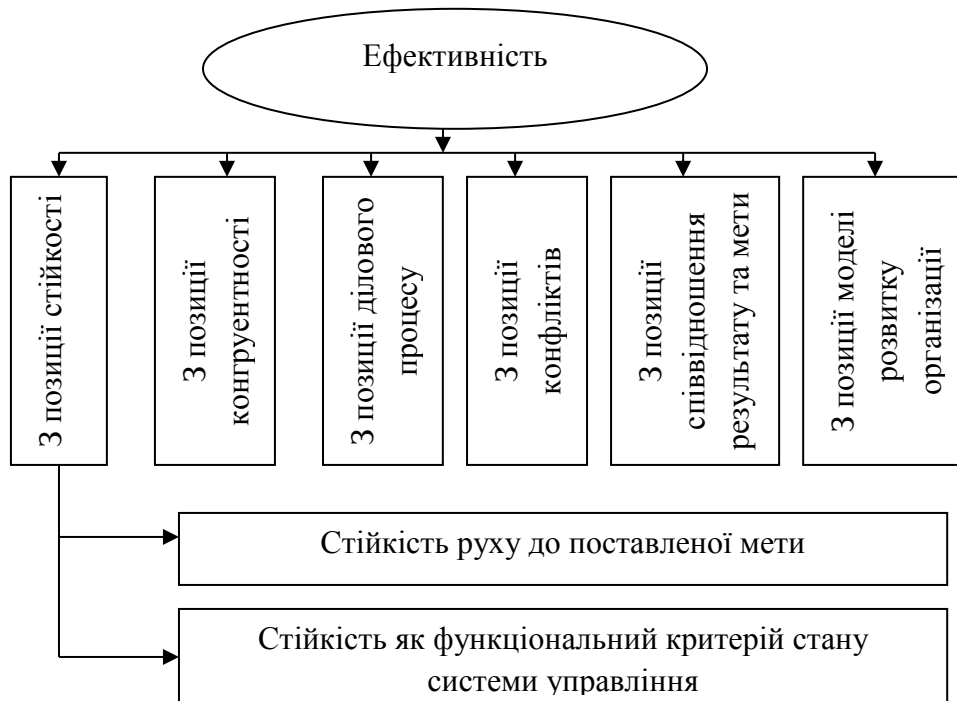 Ефективність
З позиції стійкості
З позиції
конгруентності
З позиції ділового
процесу
З позиції
конфліктів
З позиції
співвідношення
результату та мети
З позиції моделі
розвитку
організації
Стійкість руху до поставленої мети
Стійкість як функціональний критерій стану
системи управління